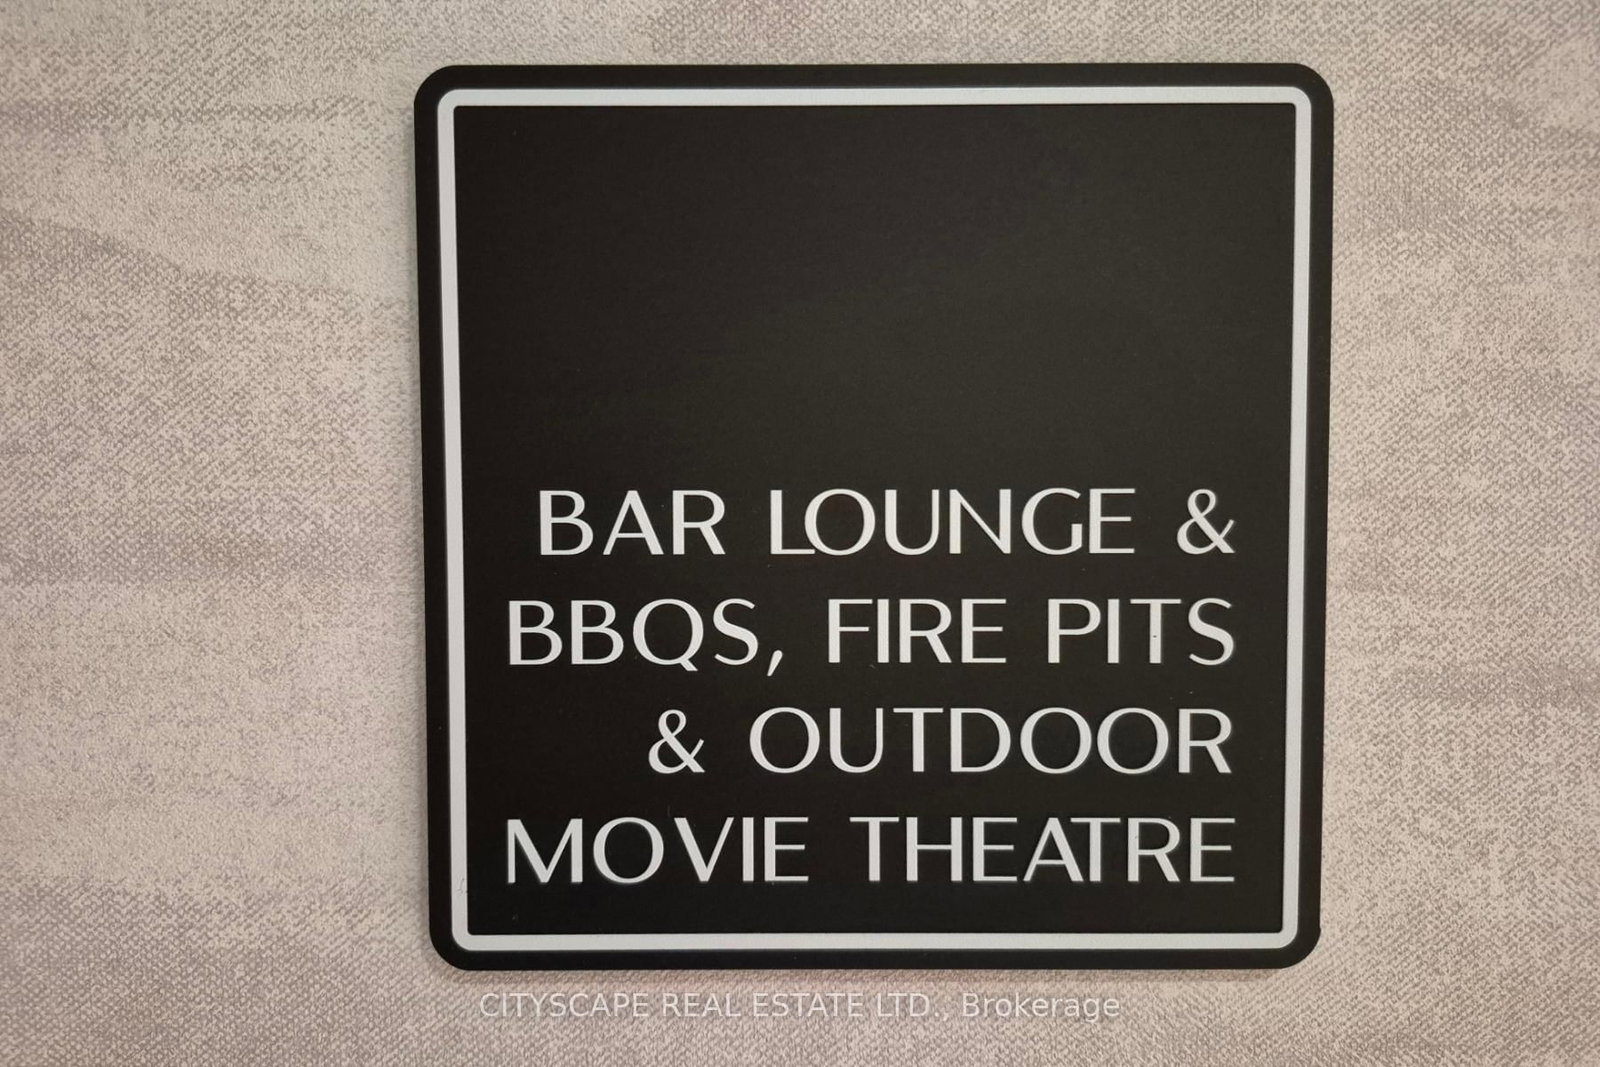 BAR LOUNGE &
BBQS, FIRE PITS
& OUTDOOR
MOVIE THEATRE
CITYSCAPE REAL ESTATE LTD., Brokerage